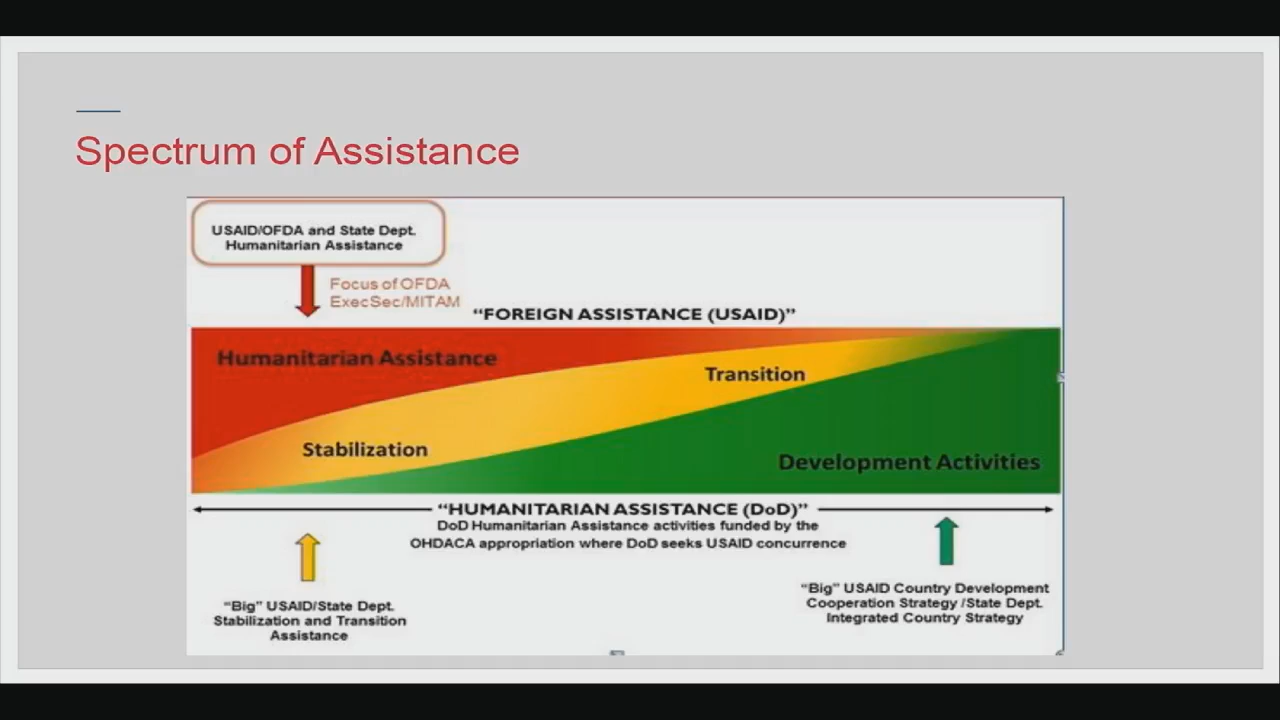 Spectrum of Assistance
USAID/OFDA and State Dept.
Humanitarian Assistance
Focus of OFDA
ExecSec/MITAM
“FOREIGN ASSISTANCE (USAID)”
Humanitarian Assistance
Transition
Stabilization
Development Activities
“HUMANITARIAN ASSISTANCE (DoD)”
DoD Humanitarian Assistance activities funded by the
OHDACA appropriation where DoD seeks USAID concurrence
“Big” USAID/State Dept.
Stabilization and Transition
Assistance
“Big” USAID Country Development
Cooperation Strategy /State Dept.
Integrated Country Strategy